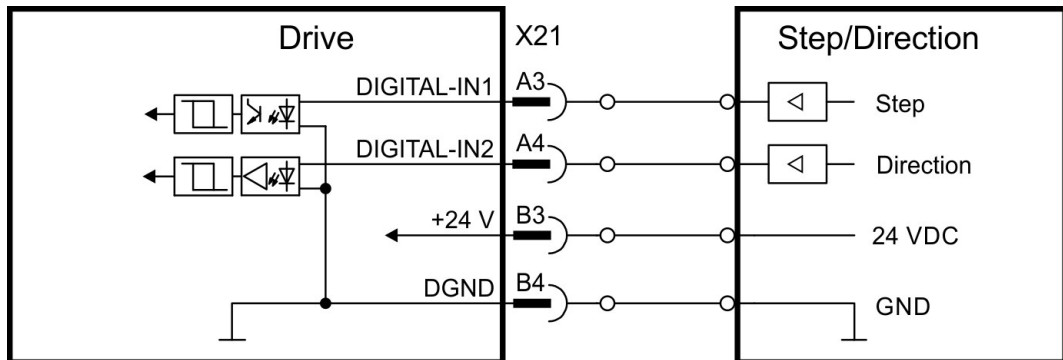 Drive X21 Step/Direction
DIGITAL-IN1 A3 Step
DIGITAL-IN2 A4 Direction
+24 V B3 24 VDC
DGND B4 GND